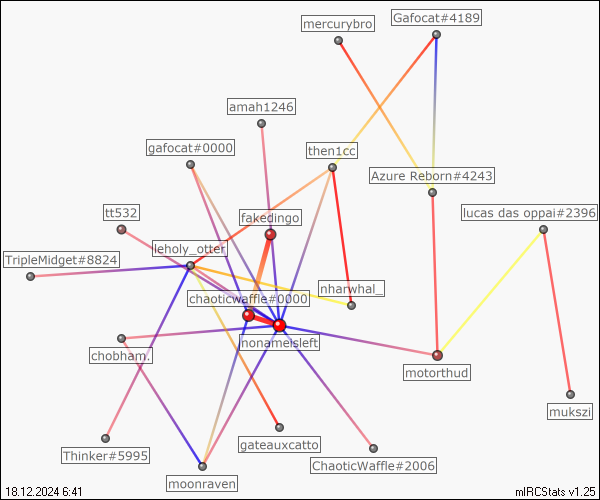 mercurybro
Gafocat#4189
amah1246
gafocat#0000
then1cc
Azure Reborn#4243
tt532
fakedingo
lucas das oppai#2396
leholy_otter
TripleMidget#8824
nharwhal_
chaoticwaffle#0000
nonameisleft
chobham.
motorthud
mukszi
gateauxcatto
Thinker#5995
ChaoticWaffle#2006
moonraven
18.12.2024 6:41
mIRCStats v1.25